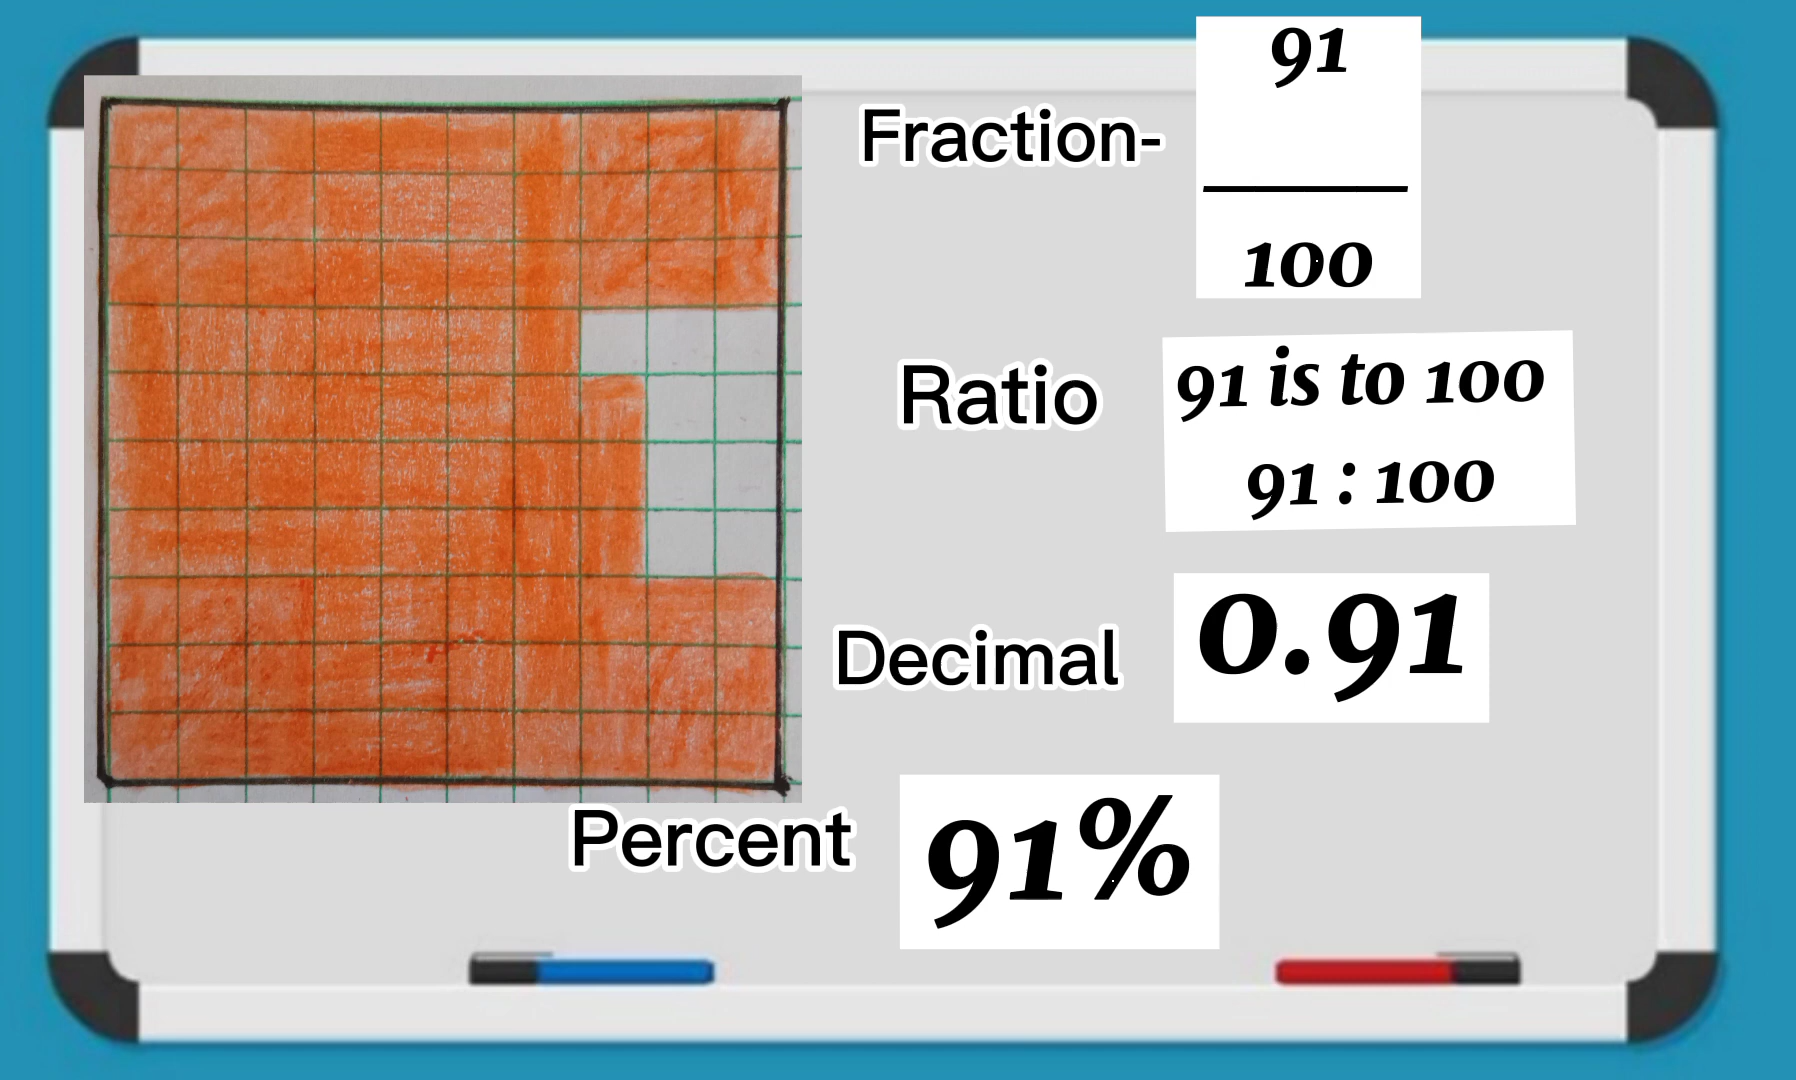 Fraction-
91
100
Ratio
91 is to 100
91 : 100
Decimal
0.91
Percent
91%